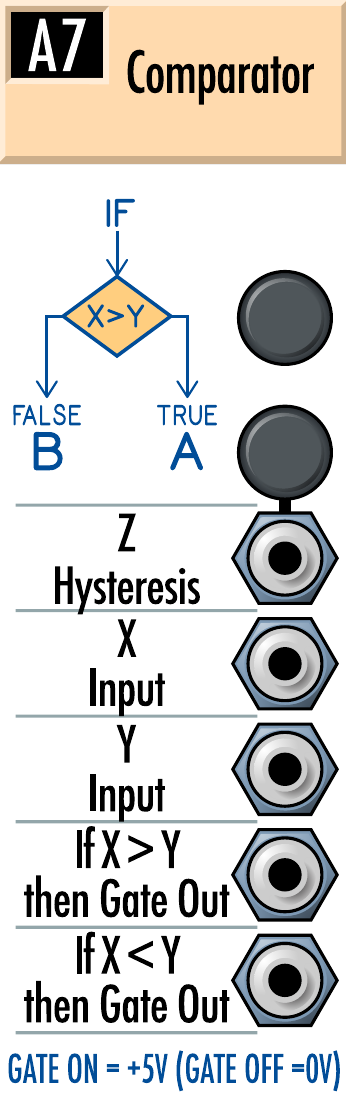 A7
Comparator
IF
X>Y
FALSE TRUE
B A
Z
Hysteresis
X
Input
Y
Input
If X > Y
then Gate Out
If X < Y
then Gate Out
GATE ON = +5V (GATE OFF =0V)